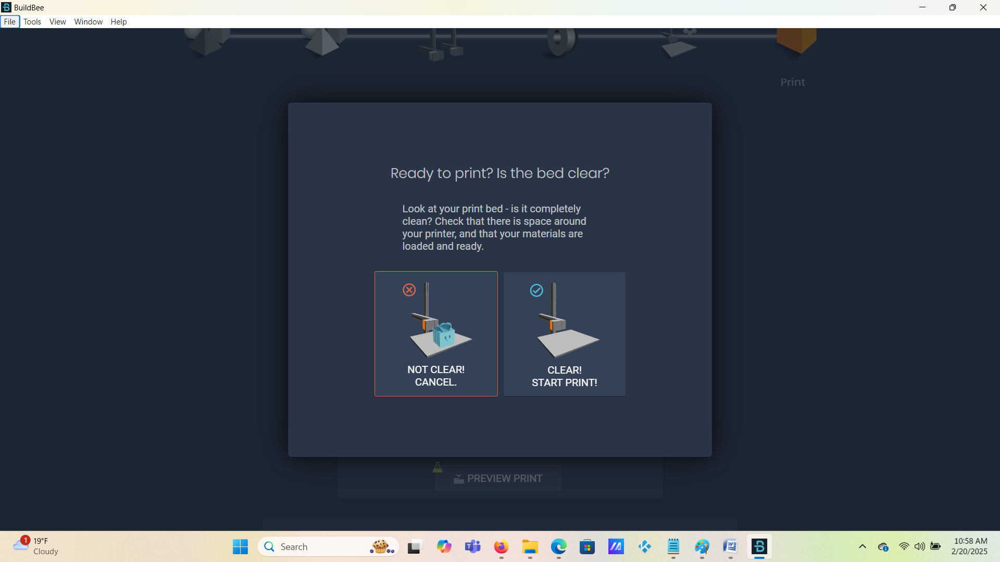 BuildBee
File Tools View Window Help
Print
Ready to print? Is the bed clear?
Look at your print bed - is it completely
clean? Check that there is space around
your printer, and that your materials are
loaded and ready.
NOT CLEAR!
CANCEL.
CLEAR!
START PRINT!
PREVIEW PRINT
1
19°F
Cloudy
Search
10:58 AM
2/20/2025